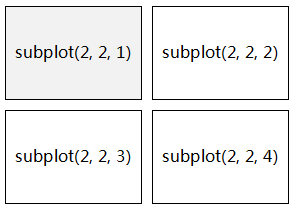 subplot(2, 2, 1)
subplot(2, 2, 2)
subplot(2, 2, 3)
subplot(2, 2, 4)